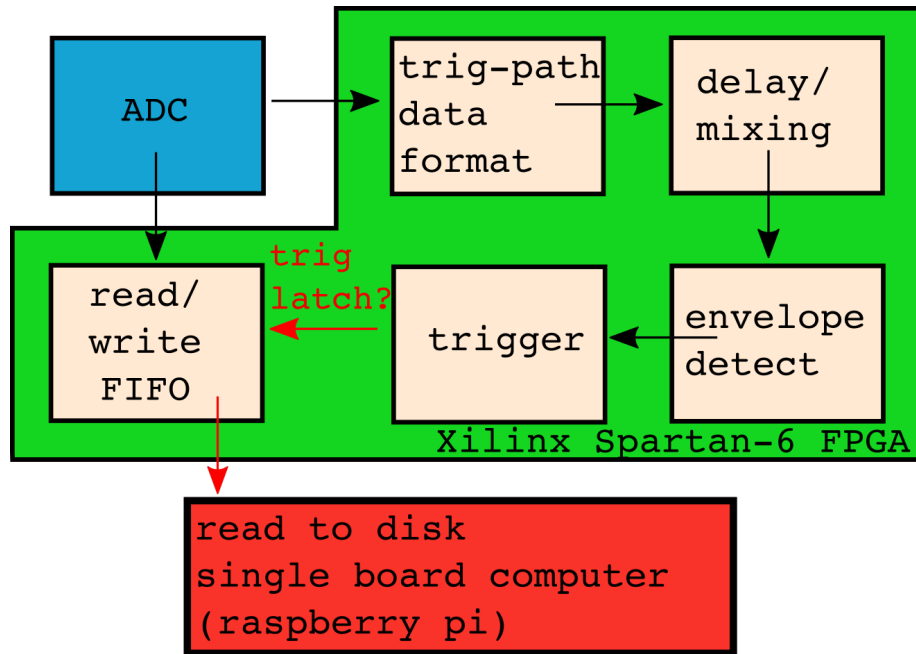 ADC
trig-path
data
format
delay/
mixing
read/
write
FIFO
trig
latch?
trigger
envelope
detect
Xilinx Spartan-6 FPGA
read to disk
single board computer
(raspberry pi)